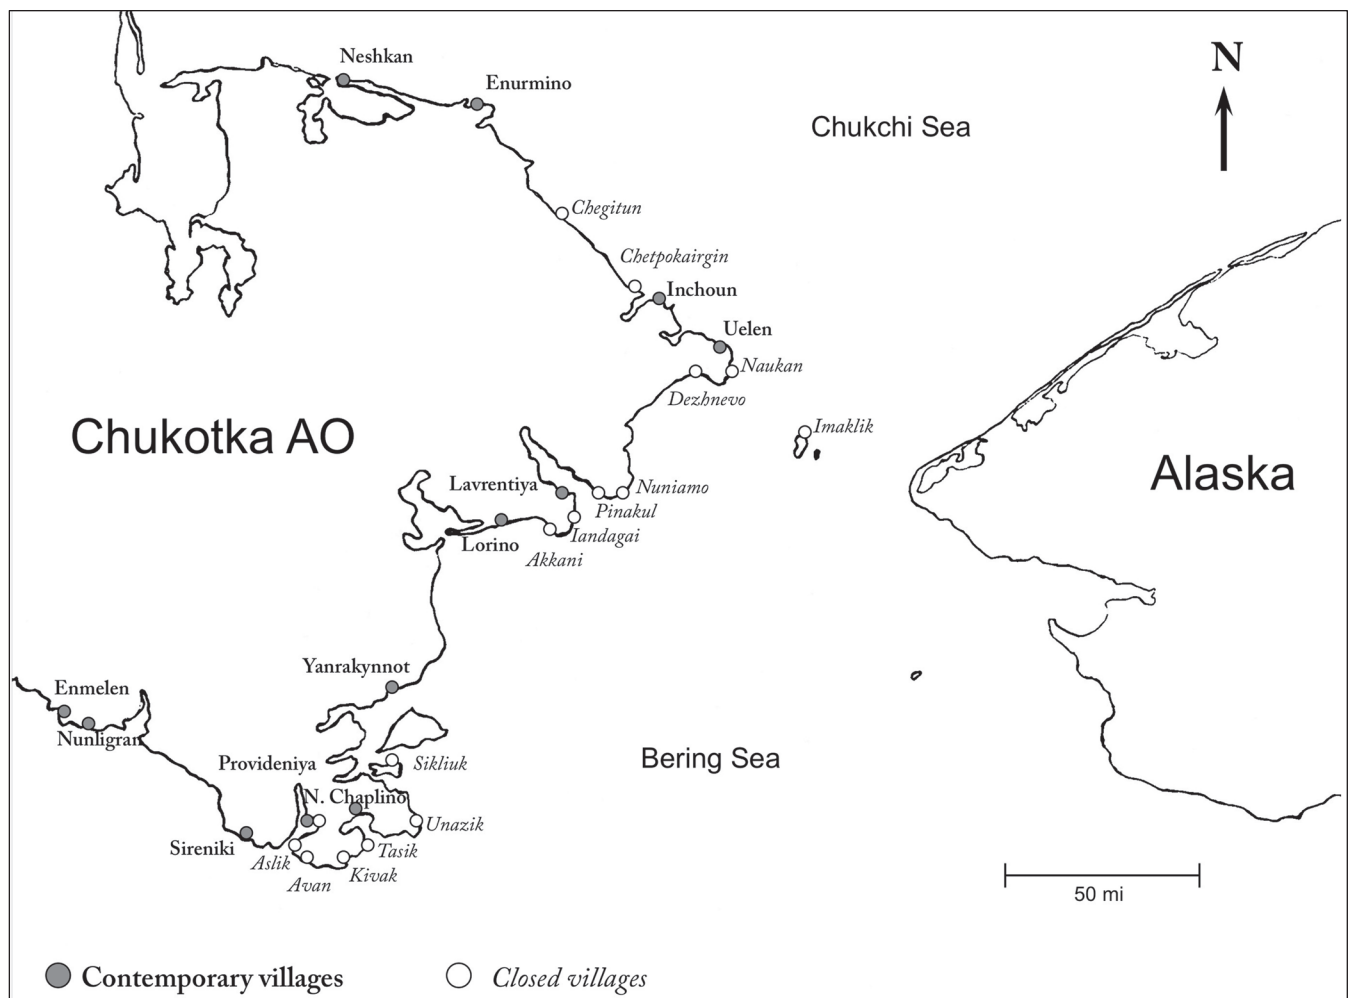 Neshkan
N
Enurmino
Chukchi Sea
Chegitun
Chetpokairgin
Inchoun
Uelen
Naukan
Dezhnevo
Chukotka AO
Imaklik
Alaska
Lavrentiya
Nuniamo
Pinakul
Iandagai
Lorino
Akkani
Yanrakynnot
Enmelen
Nunligran
Bering Sea
Provideniya
Sikliuk
N. Chaplino
Unazik
Sireniki
Aslik
Tasik
Kivak
Avan
50 mi
Contemporary villages
Closed villages